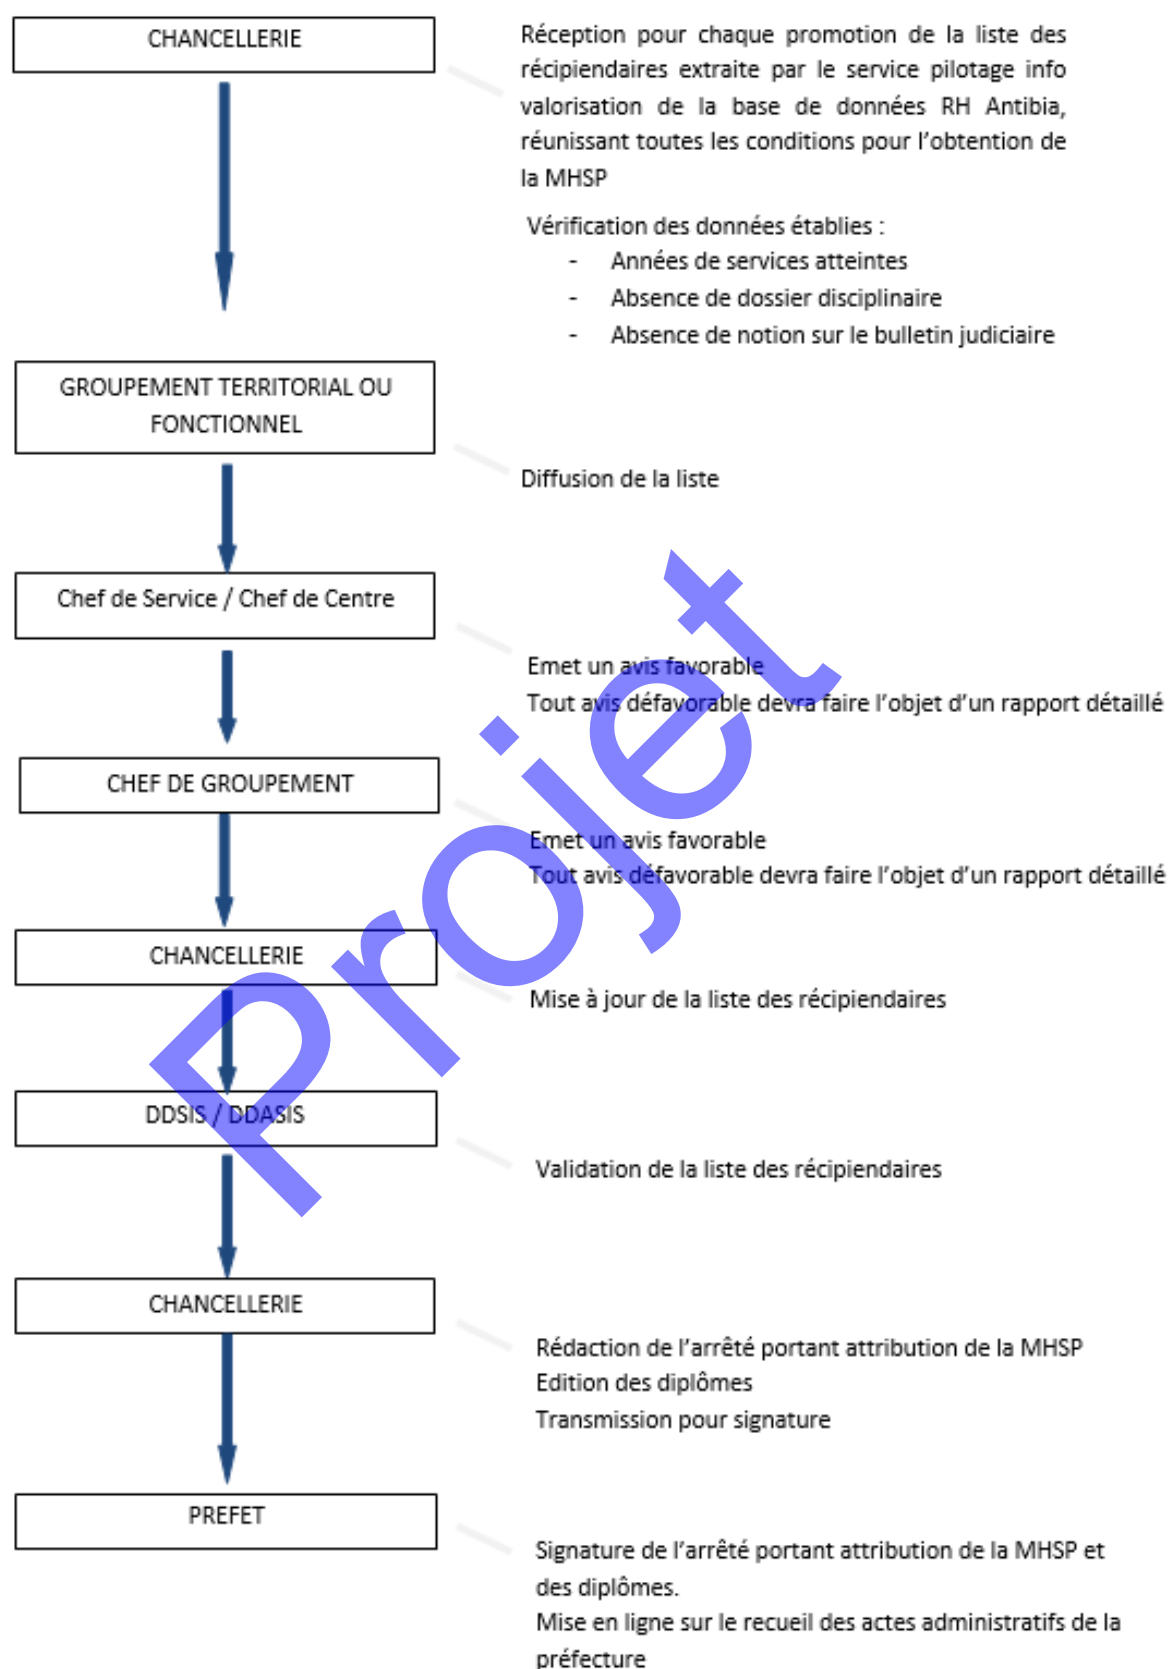 CHANCELLERIE
Réception pour chaque promotion de la liste des
récipiendaires extraite par le service pilotage info
valorisation de la base de données RH Antibia,
réunissant toutes les conditions pour l'obtention de
la MHSP
Vérification des données établies :
- Années de services atteintes
- Absence de dossier disciplinaire
- Absence de notion sur le bulletin judiciaire
GROUPEMENT TERRITORIAL OU
FONCTIONNEL
Diffusion de la liste
Chef de Service / Chef de Centre
Emet un avis favorable
Tout avis défavorable devra faire l'objet d'un rapport détaillé
CHEF DE GROUPEMENT
Emet un avis favorable
Tout avis défavorable devra faire l'objet d'un rapport détaillé
CHANCELLERIE
Mise à jour de la liste des récipiendaires
DDSIS / DDASIS
Validation de la liste des récipiendaires
CHANCELLERIE
Rédaction de l'arrêté portant attribution de la MHSP
Edition des diplômes
Transmission pour signature
PREFET
Signature de l'arrêté portant attribution de la MHSP et
des diplômes.
Mise en ligne sur le recueil des actes administratifs de la
préfecture
Projet